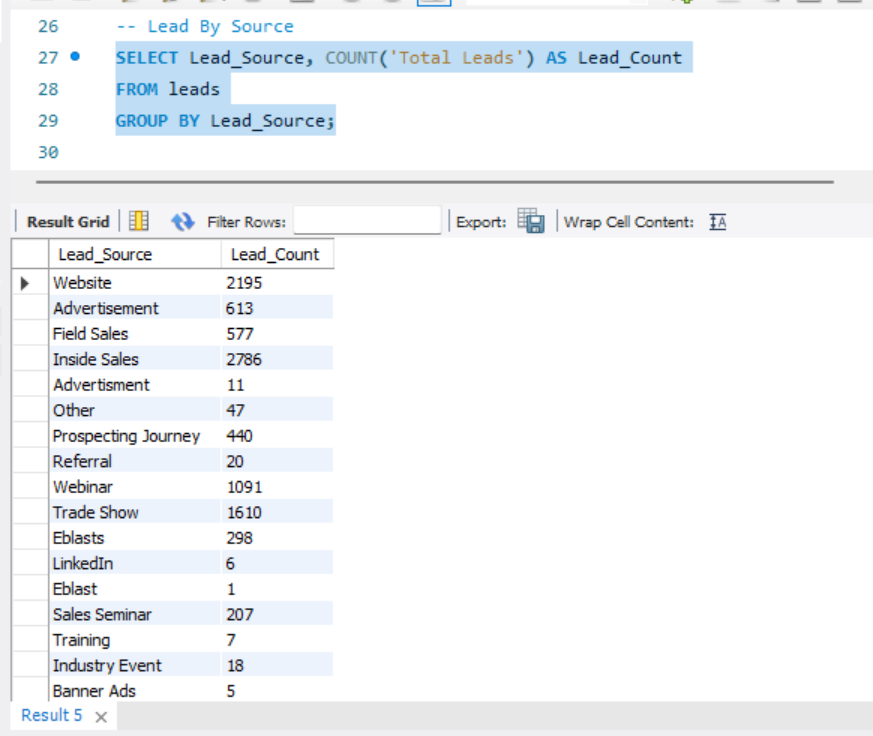 26 -- Lead By Source
27 SELECT Lead_Source, COUNT('Total Leads') AS Lead_Count
28 FROM leads
29 GROUP BY Lead_Source;
30
Result Grid Filter Rows: Export: Wrap Cell Content:
Lead_Source Lead_Count
Website 2195
Advertisement 613
Field Sales 577
Inside Sales 2786
Advertisment 11
Other 47
Prospecting Journey 440
Referral 20
Webinar 1091
Trade Show 1610
Eblasts 298
LinkedIn 6
Eblast 1
Sales Seminar 207
Training 7
Industry Event 18
Banner Ads 5
Result 5